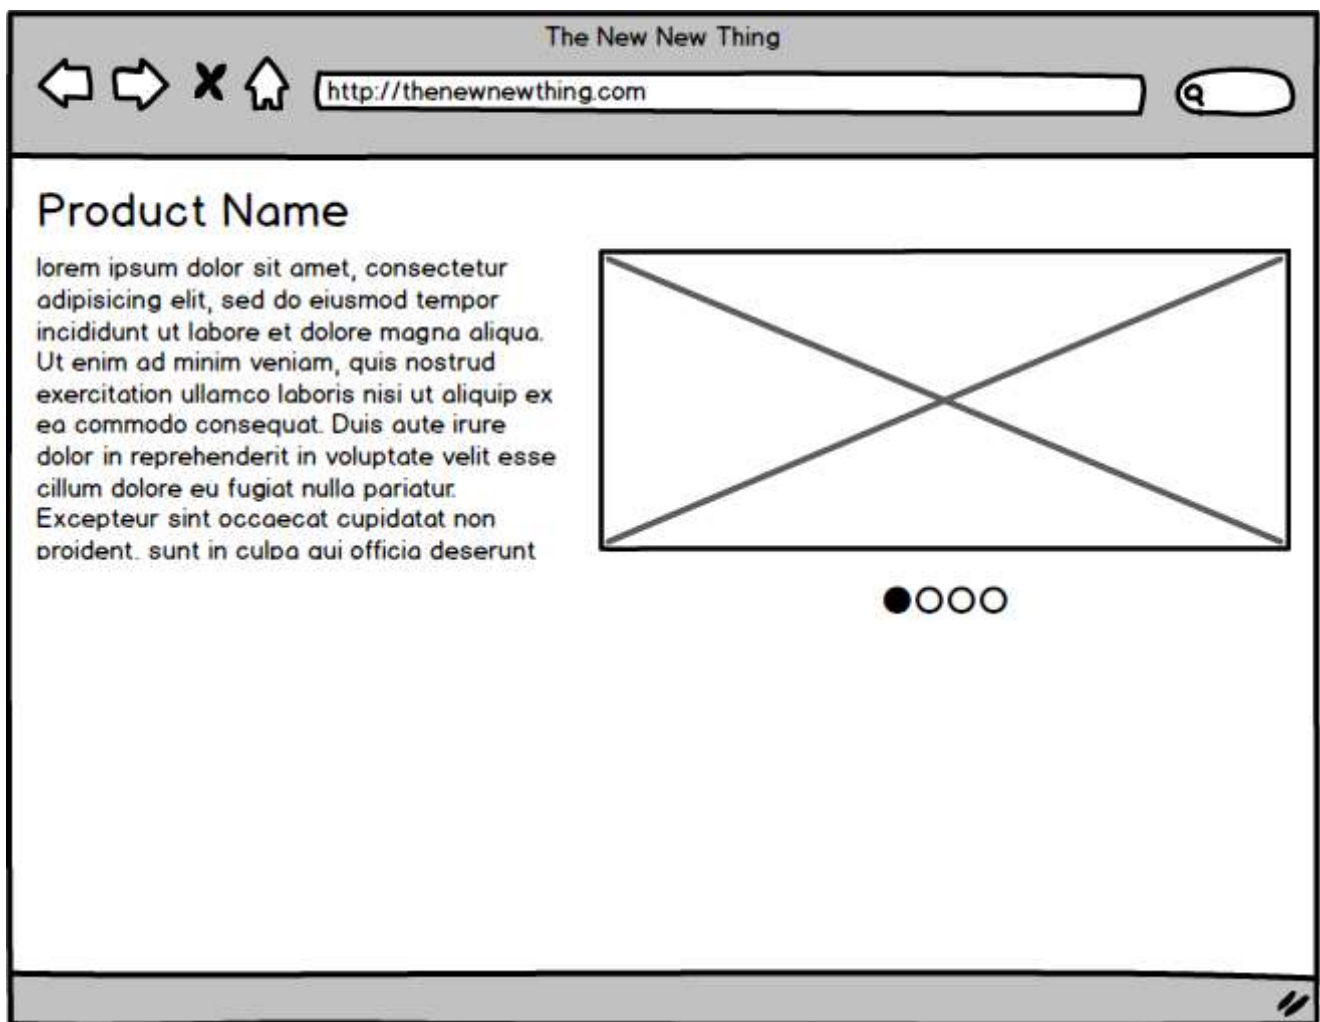 The New New Thing
http://thenewnewthing.com
Product Name
lorem ipsum dolor sit amet, consectetur
adipisicing elit, sed do eiusmod tempor
incididunt ut labore et dolore magna aliqua.
Ut enim ad minim veniam, quis nostrud
exercitation ullamco laboris nisi ut aliquip ex
ea commodo consequat. Duis aute irure
dolor in reprehenderit in voluptate velit esse
cillum dolore eu fugiat nulla pariatur.
Excepteur sint occaecat cupidatat non
proident, sunt in culpa qui officia deserunt